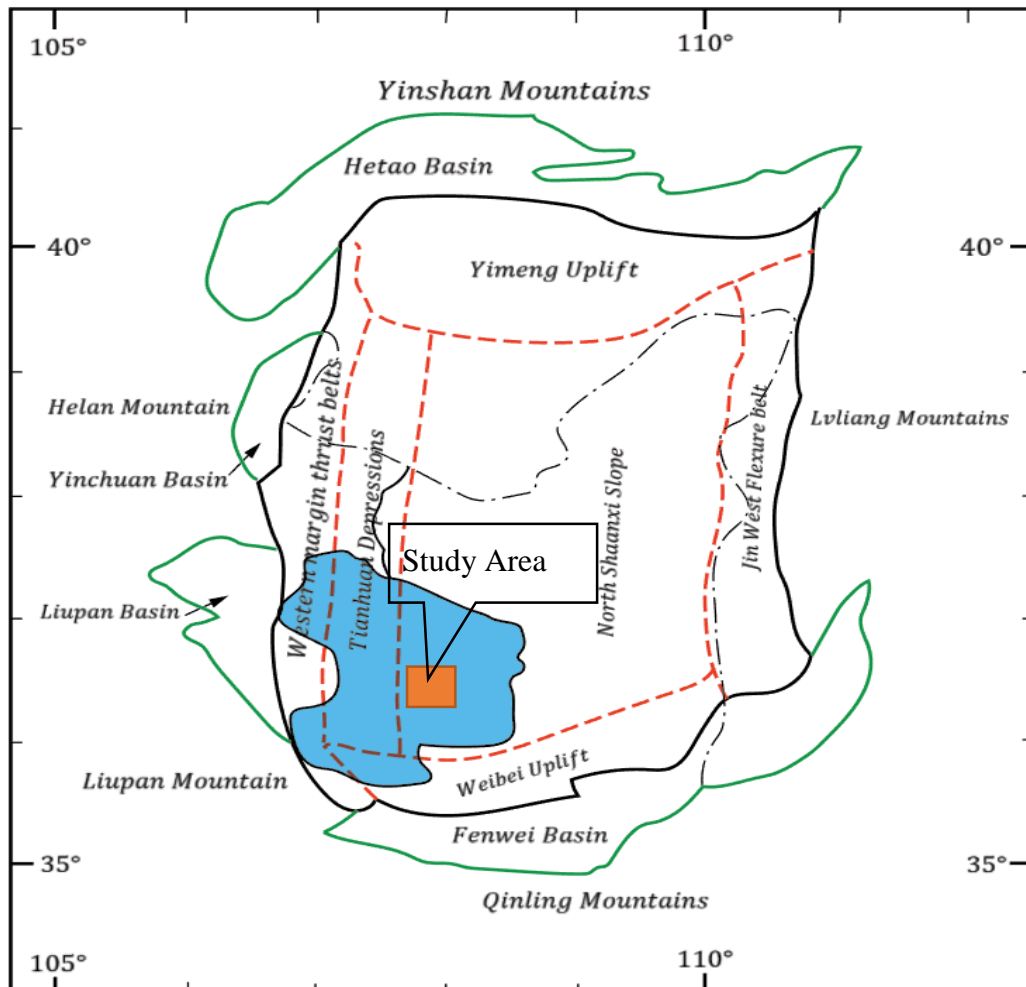 105°
110°
Yinshan Mountains
Hetao Basin
40°
40°
Yimeng Uplift
Helan Mountain
Western margin thrust belts
Tianhuan Depressions
North Shaanxi Slope
Jin West Flexure belt
Lvliang Mountains
Yinchuan Basin
Study Area
Liupan Basin
Liupan Mountain
Weibei Uplift
Fenwei Basin
35°
35°
Qinling Mountains
105°
110°